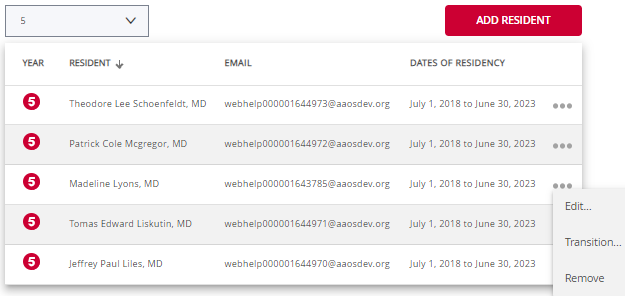 5 ADD RESIDENT
YEAR RESIDENT EMAIL DATES OF RESIDENCY
5 Theodore Lee Schoenfeldt, MD webhelp000001644973@aaosdev.org July 1, 2018 to June 30, 2023
5 Patrick Cole Mcgregor, MD webhelp000001644972@aaosdev.org July 1, 2018 to June 30, 2023
5 Madeline Lyons, MD webhelp000001643785@aaosdev.org July 1, 2018 to June 30, 2023
Edit...
5 Tomas Edward Liskutin, MD webhelp000001644971@aaosdev.org July 1, 2018 to June 30, 2023
Transition...
5 Jeffrey Paul Liles, MD webhelp000001644970@aaosdev.org July 1, 2018 to June 30, 2023
Remove